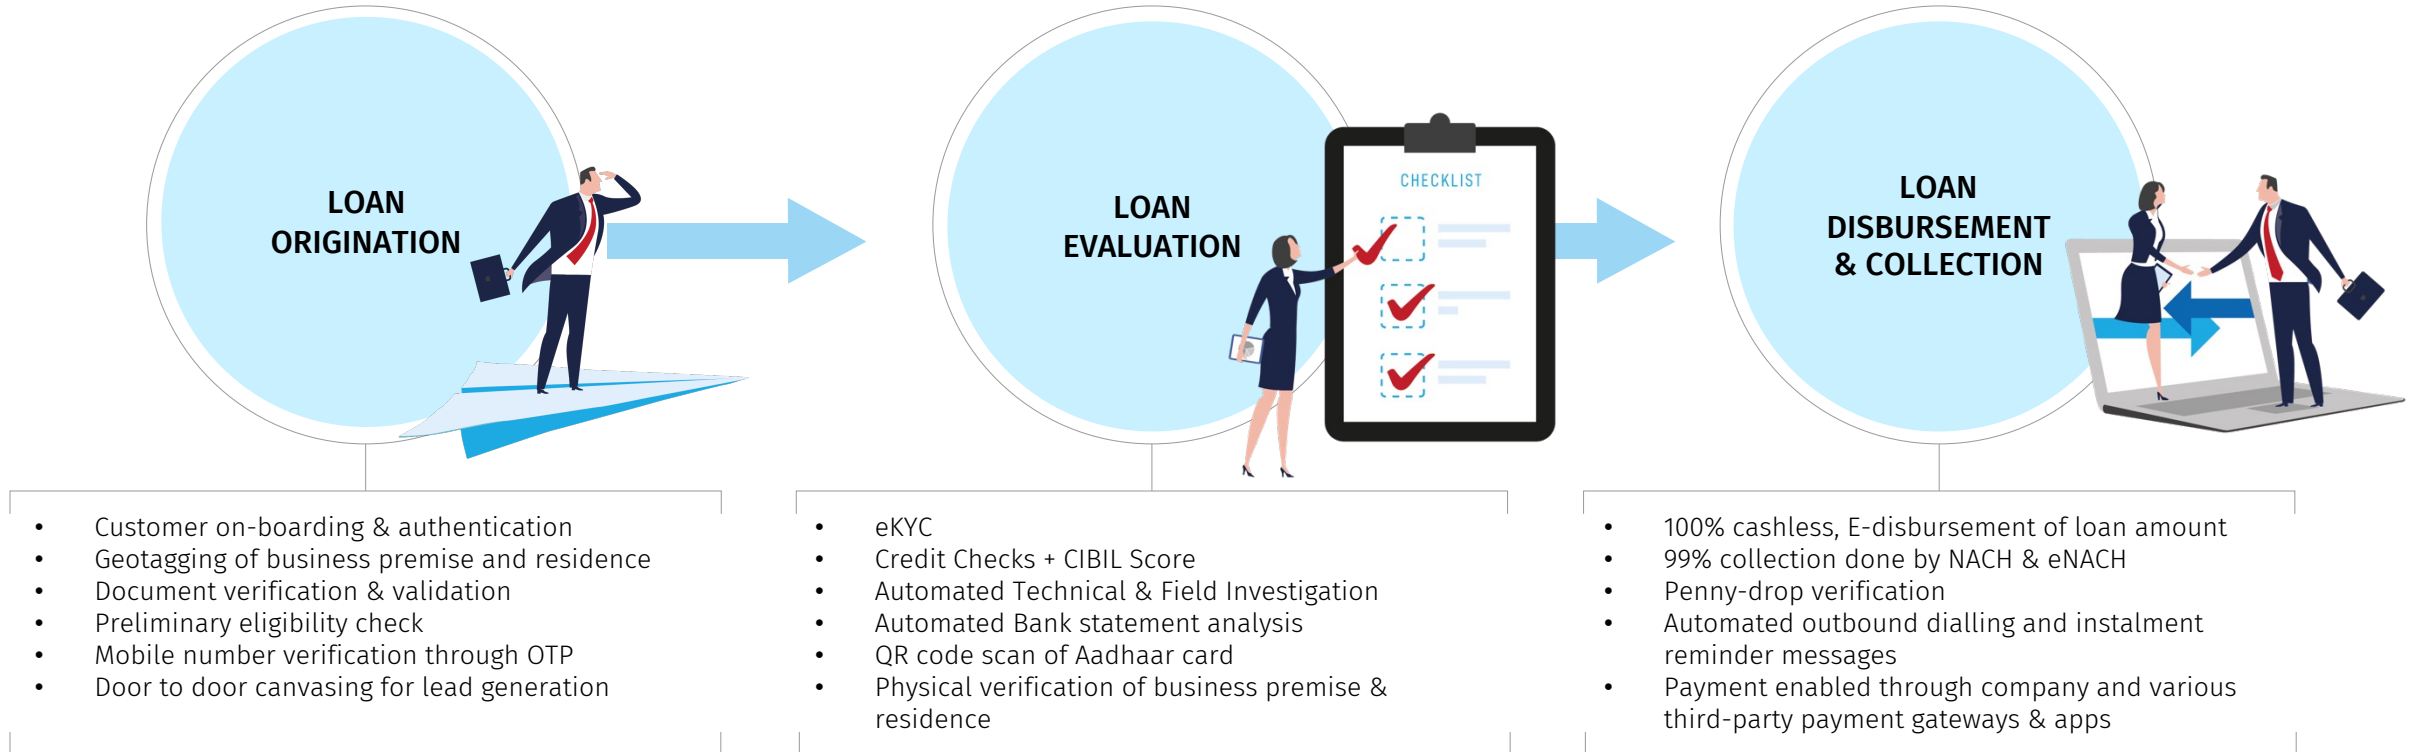 LOAN
ORIGINATION
• Customer on-boarding & authentication
• Geotagging of business premise and residence
• Document verification & validation
• Preliminary eligibility check
• Mobile number verification through OTP
• Door to door canvasing for lead generation
LOAN
EVALUATION
CHECKLIST
• eKYC
• Credit Checks + CIBIL Score
• Automated Technical & Field Investigation
• Automated Bank statement analysis
• QR code scan of Aadhaar card
• Physical verification of business premise &
residence
LOAN
DISBURSEMENT
& COLLECTION
• 100% cashless, E-disbursement of loan amount
• 99% collection done by NACH & eNACH
• Penny-drop verification
• Automated outbound dialling and instalment
reminder messages
• Payment enabled through company and various
third-party payment gateways & apps